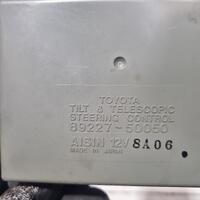 TOYOTA
TILT & TELESCOPIC
STEERING CONTROL
89227-50050
AISIN 12V 8A06
MADE IN JAPAN